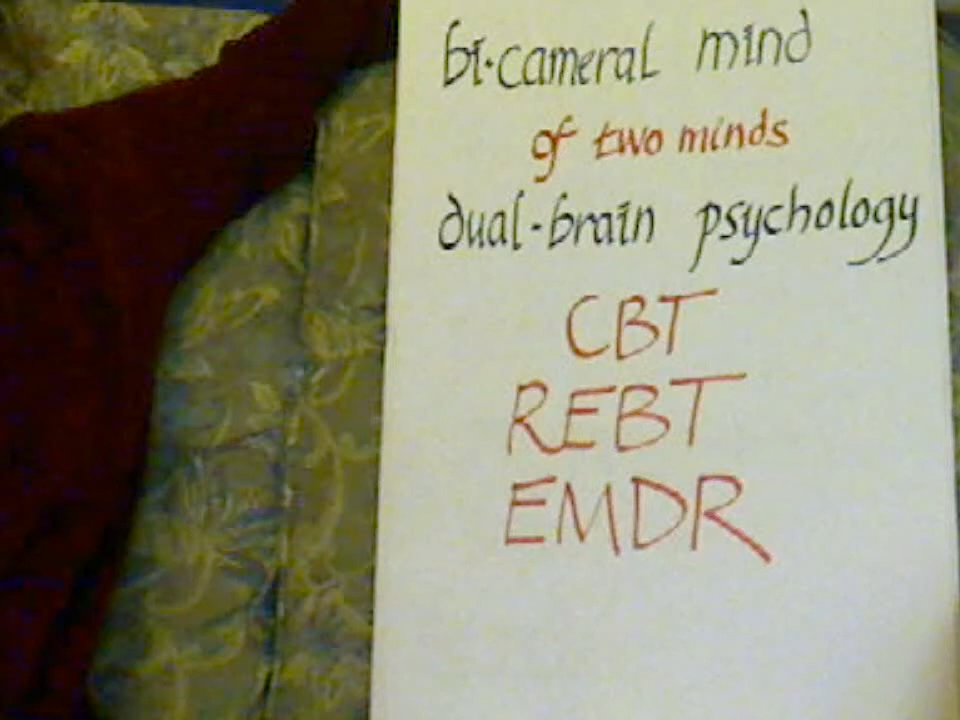 bi·cameral mind
of two minds
dual-brain psychology
CBT
REBT
EMDR